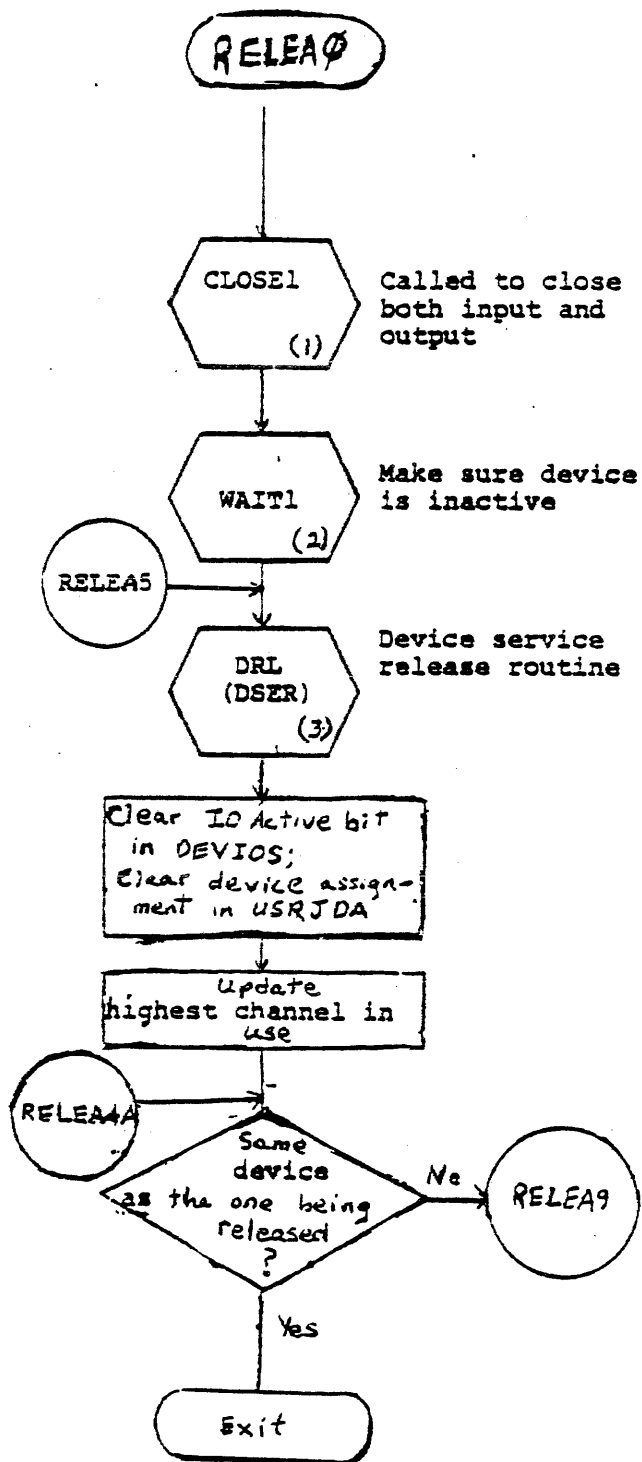 RELEAØ
CLOSE1
(1)
Called to close
both input and
output
WAIT1
(2)
Make sure device
is inactive
RELEA5
DRL
(DSER)
(3)
Device service
release routine
Clear IO Active bit
in DEVIOS;
Clear device assign-
ment in USRJDA
Update
highest channel in
use
RELEA4A
Same
device
as the one being
released
?
No
RELEA9
Yes
Exit